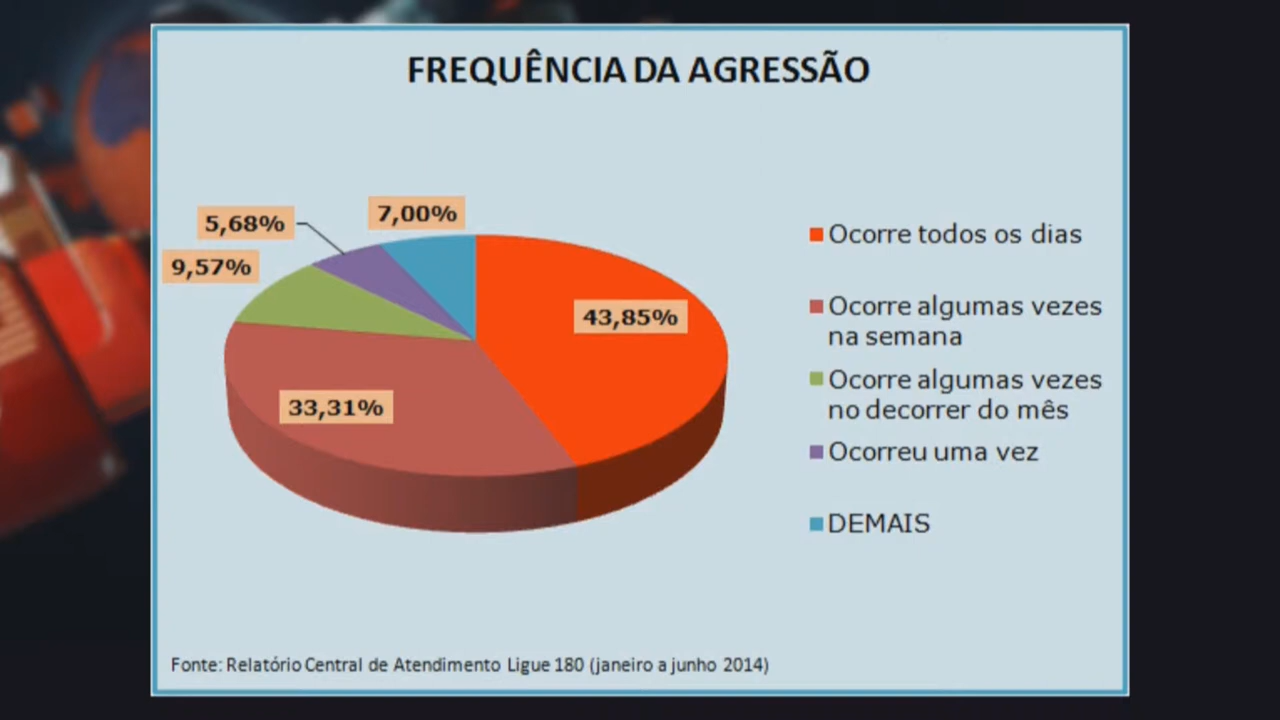 FREQUÊNCIA DA AGRESSÃO
7,00%
5,68%
9,57%
43,85%
33,31%
Ocorre todos os dias
Ocorre algumas vezes
na semana
Ocorre algumas vezes
no decorrer do mês
Ocorreu uma vez
DEMAIS
Fonte: Relatório Central de Atendimento Ligue 180 (janeiro a junho 2014)